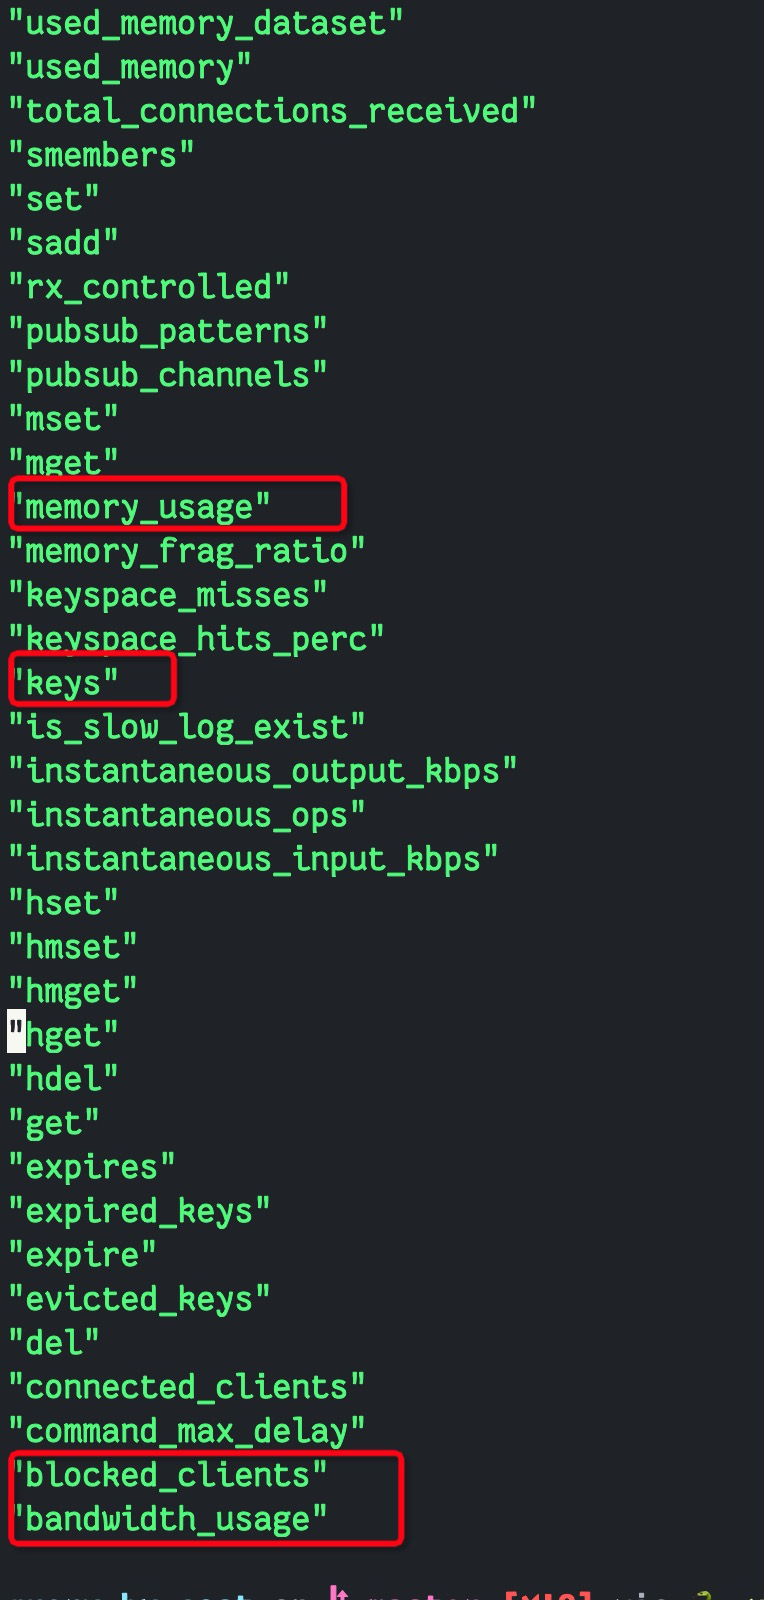 "used_memory_dataset"
"used_memory"
"total_connections_received"
"smembers"
"set"
"sadd"
"rx_controlled"
"pubsub_patterns"
"pubsub_channels"
"mset"
"mget"
"memory_usage"
"memory_frag_ratio"
"keyspace_misses"
"keyspace_hits_perc"
"keys"
"is_slow_log_exist"
"instantaneous_output_kbps"
"instantaneous_ops"
"instantaneous_input_kbps"
"hset"
"hmset"
"hmget"
"hget"
"hdel"
"get"
"expires"
"expired_keys"
"expire"
"evicted_keys"
"del"
"connected_clients"
"command_max_delay"
"blocked_clients"
"bandwidth_usage"